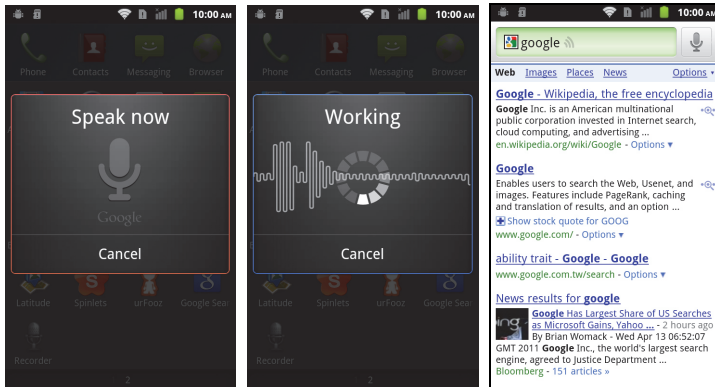 10:00 AM
Phone Contacts Messaging Browser
Speak now
Google
Cancel
Latitude Spinlets urFooz Google Sea
Recorder
2
10:00 AM
Phone Contacts Messaging Browser
Working
Cancel
Latitude Spinlets urFooz Google Sea
Recorder
2
10:00 AM
google
Web Images Places News Options
Google - Wikipedia, the free encyclopedia
Google Inc. is an American multinational
public corporation invested in Internet search,
cloud computing, and advertising ...
en.wikipedia.org/wiki/Google - Options ▼
Google
Enables users to search the Web, Usenet, and
images. Features include PageRank, caching
and translation of results, and an option ...
Show stock quote for GOOG
www.google.com/ - Options ▼
ability trait - Google - Google
www.google.com.tw/search - Options ▼
News results for google
Google Has Largest Share of US Searches
as Microsoft Gains, Yahoo ... - 2 hours ago
By Brian Womack - Wed Apr 13 06:52:07
GMT 2011 Google Inc., the world's largest search
engine, agreed to Justice Department ...
Bloomberg - 151 articles »